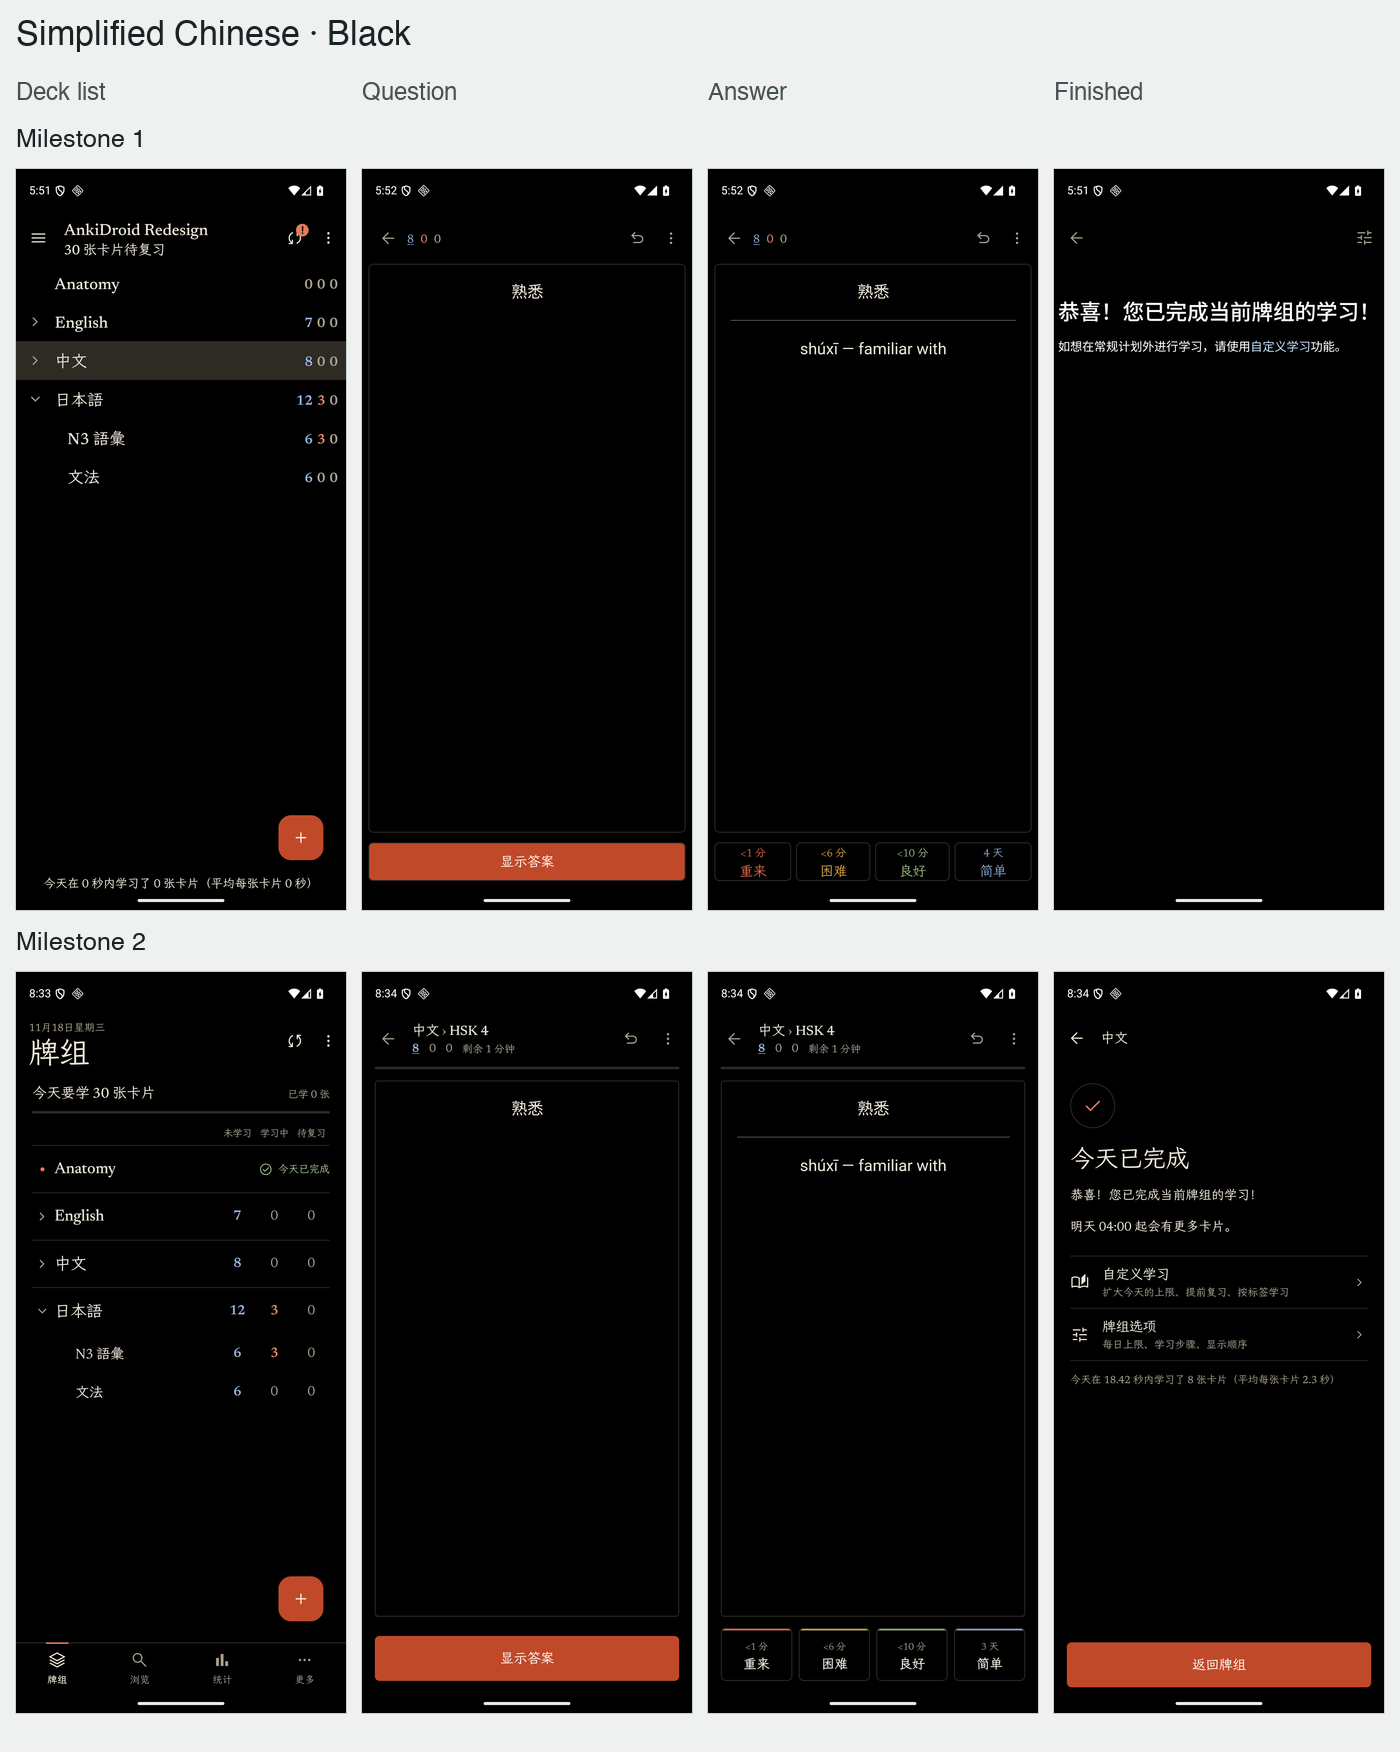 Simplified Chinese · Black
Deck list
Question
Answer
Finished
Milestone 1
5:51
AnkiDroid Redesign
30 张卡片待复习
Anatomy 0 0 0
English 7 0 0
中文 8 0 0
日本語 12 3 0
N3 語彙 6 3 0
文法 6 0 0
+
今天在 0 秒内学习了 0 张卡片（平均每张卡片 0 秒）
5:52
8 0 0
熟悉
显示答案
5:52
8 0 0
熟悉
shúxī — familiar with
<1 分 <6 分 <10 分 4 天
重来 困难 良好 简单
5:51
恭喜！您已完成当前牌组的学习！
如想在常规计划外进行学习，请使用自定义学习功能。
Milestone 2
8:33
11月18日星期三
牌组
今天要学 30 张卡片 已学 0 张
未学习 学习中 待复习
Anatomy 今天已完成
English 7 0 0
中文 8 0 0
日本語 12 3 0
N3 語彙 6 3 0
文法 6 0 0
+
牌组 浏览 统计 更多
8:34
中文 › HSK 4
8 0 0 剩余 1 分钟
熟悉
显示答案
8:34
中文 › HSK 4
8 0 0 剩余 1 分钟
熟悉
shúxī — familiar with
<1 分 <6 分 <10 分 3 天
重来 困难 良好 简单
8:34
中文
今天已完成
恭喜！您已完成当前牌组的学习！
明天 04:00 起会有更多卡片。
自定义学习
扩大今天的上限、提前复习、按标签学习
牌组选项
每日上限、学习步骤、显示顺序
今天在 18.42 秒内学习了 8 张卡片（平均每张卡片 2.3 秒）
返回牌组